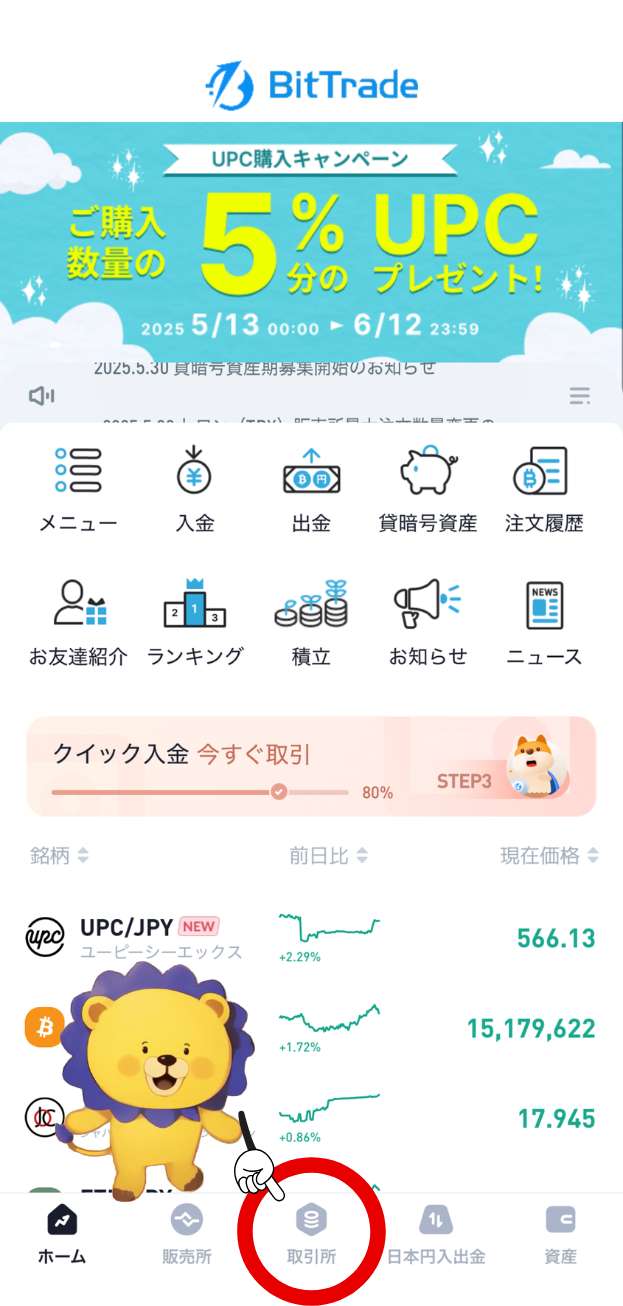 BitTrade
UPC購入キャンペーン
ご購入
数量の
5%
分の
UPC
プレゼント!
2025 5/13 00:00 ► 6/12 23:59
2025.5.30 貸暗号資産期募集開始のお知らせ
メニュー 入金 出金 貸暗号資産 注文履歴
B 円
2 1 3
NEWS
お友達紹介 ランキング 積立 お知らせ ニュース
クイック入金 今すぐ取引
80%
STEP3
銘柄 前日比 現在価格
upc UPC/JPY NEW
ユーピーシーエックス
+2.29%
566.13
+1.72%
15,179,622
+0.86%
17.945
ホーム 販売所 取引所 日本円入出金 資産